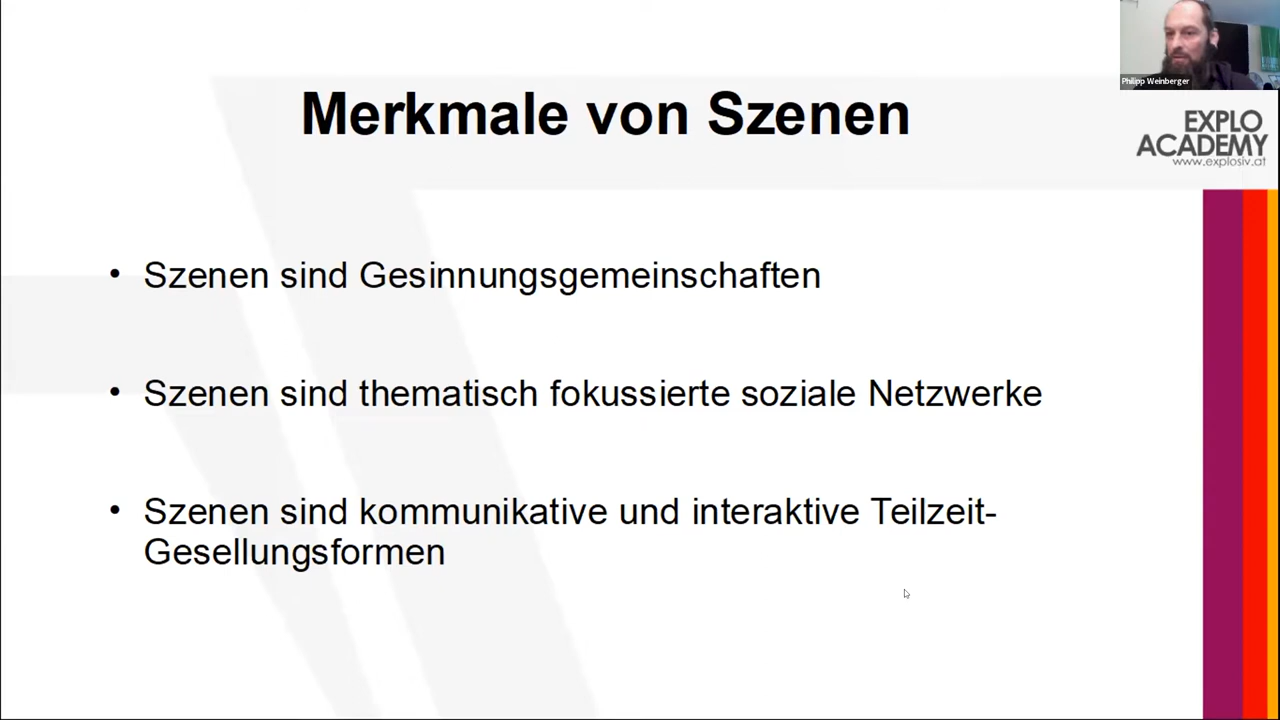 Philipp Weinberger
Merkmale von Szenen
EXPLO
ACADEMY
www.explosiv.at
• Szenen sind Gesinnungsgemeinschaften
• Szenen sind thematisch fokussierte soziale Netzwerke
• Szenen sind kommunikative und interaktive Teilzeit-
Gesellungsformen